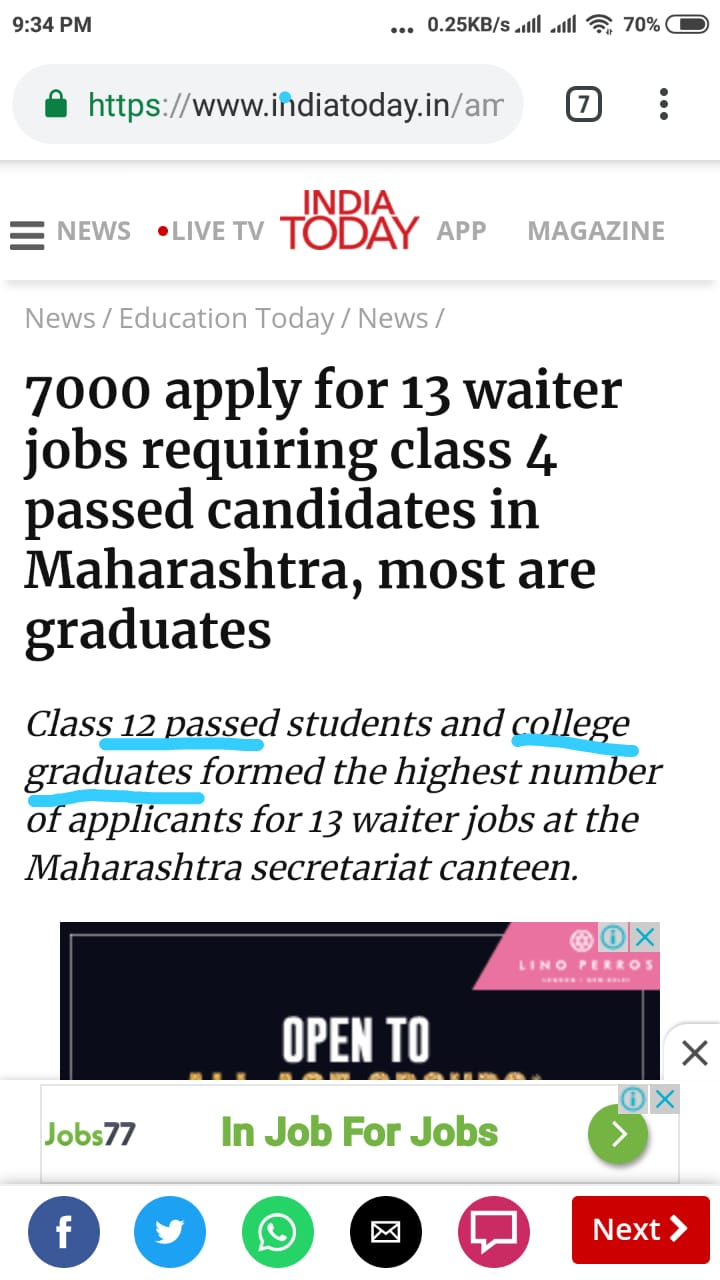 9:34 PM
... 0.25KB/s 70%
https://www.indiatoday.in/am
7
NEWS
LIVE TV
INDIA
TODAY
APP
MAGAZINE
News / Education Today / News /
7000 apply for 13 waiter
jobs requiring class 4
passed candidates in
Maharashtra, most are
graduates
Class 12 passed students and college
graduates formed the highest number
of applicants for 13 waiter jobs at the
Maharashtra secretariat canteen.
LINO PERROS
OPEN TO
Jobs77
In Job For Jobs
Next